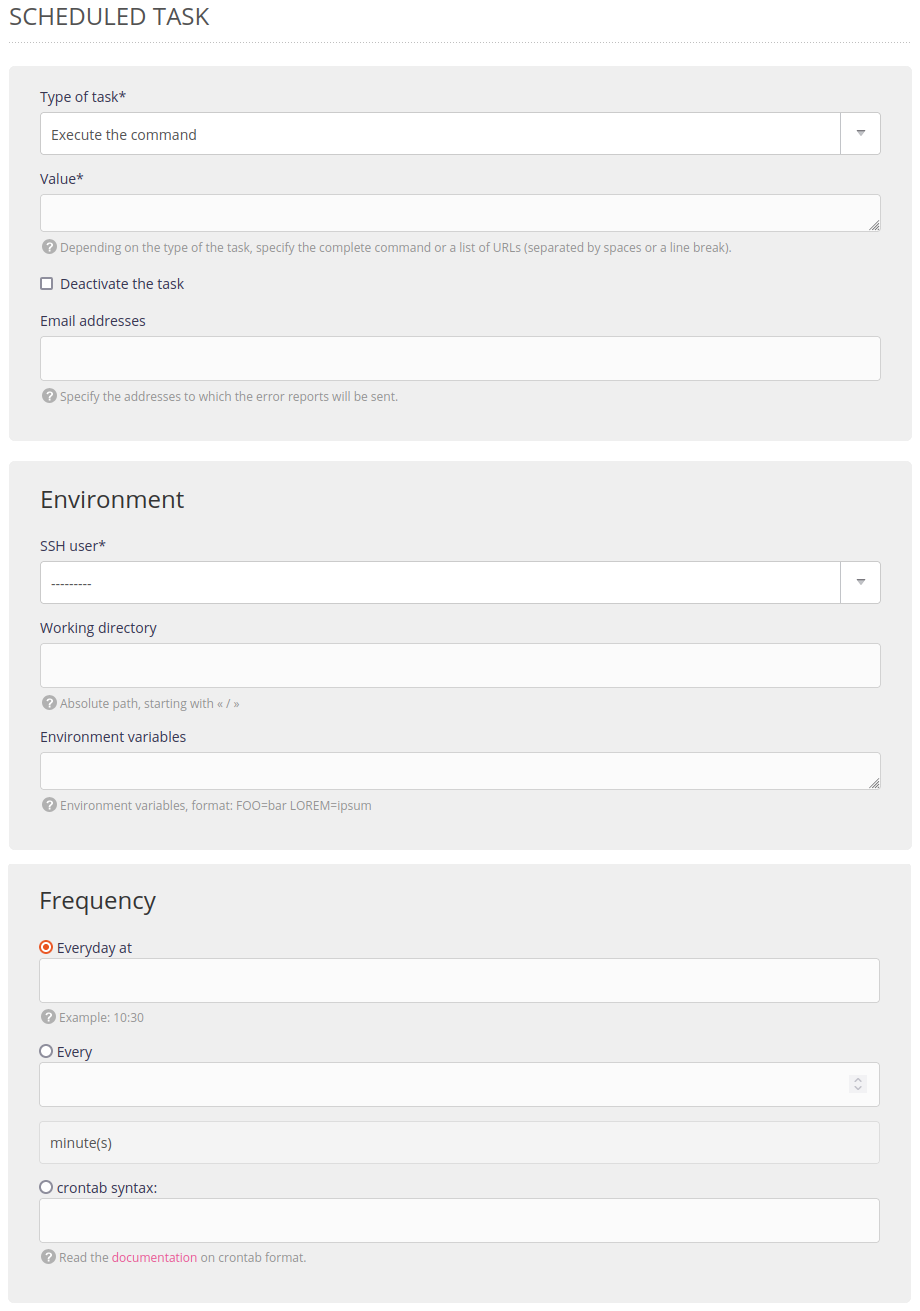 SCHEDULED TASK
Type of task*
Execute the command
Value*
Depending on the type of the task, specify the complete command or a list of URLs (separated by spaces or a line break).
Deactivate the task
Email addresses
Specify the addresses to which the error reports will be sent.
Environment
SSH user*
---------
Working directory
Absolute path, starting with « / »
Environment variables
Environment variables, format: FOO=bar LOREM=ipsum
Frequency
Everyday at
Example: 10:30
Every
minute(s)
crontab syntax:
Read the documentation on crontab format.